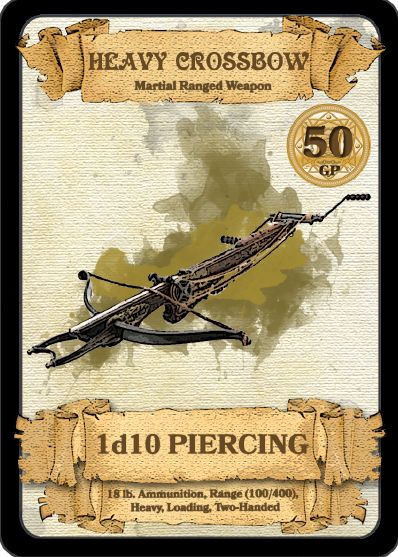 HEAVY CROSSBOW
Martial Ranged Weapon
50
GP
1d10 PIERCING
18 lb. Ammunition, Range (100/400),
Heavy, Loading, Two-Handed